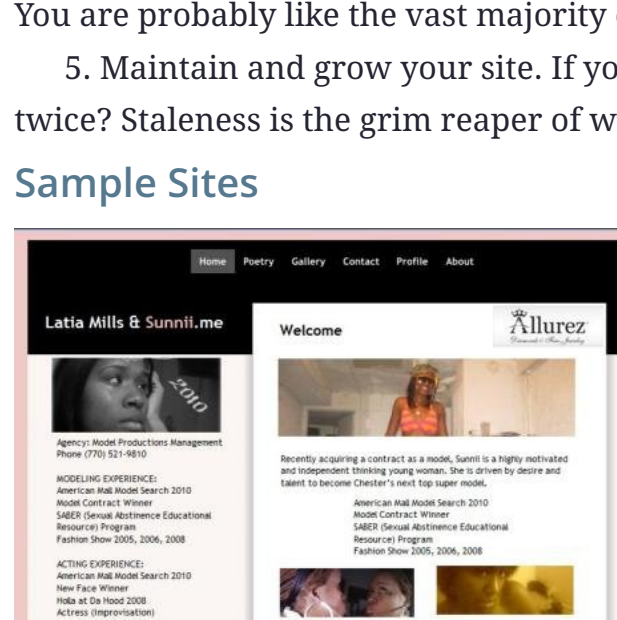 You are probably like the vast majority
5. Maintain and grow your site. If yo
twice? Staleness is the grim reaper of w
Sample Sites
Home Poetry Gallery Contact Profile About
Latia Mills & Sunnii.me
Welcome
Allurez
2010
Agency: Model Productions Management
Phone (770) 521-9810
MODELING EXPERIENCE:
American Mall Model Search 2010
Model Contract Winner
SABER (Sexual Abstinence Educational
Resource) Program
Fashion Show 2005, 2006, 2008
ACTING EXPERIENCE:
American Mall Model Search 2010
New Face Winner
Holla at Da Hood 2008
Actress (Improvisation)
Recently acquiring a contract as a model, Sunnii is a highly motivated
and independent thinking young woman. She is driven by desire and
talent to become Chester's next top super model.
American Mall Model Search 2010
Model Contract Winner
SABER (Sexual Abstinence Educational
Resource) Program
Fashion Show 2005, 2006, 2008